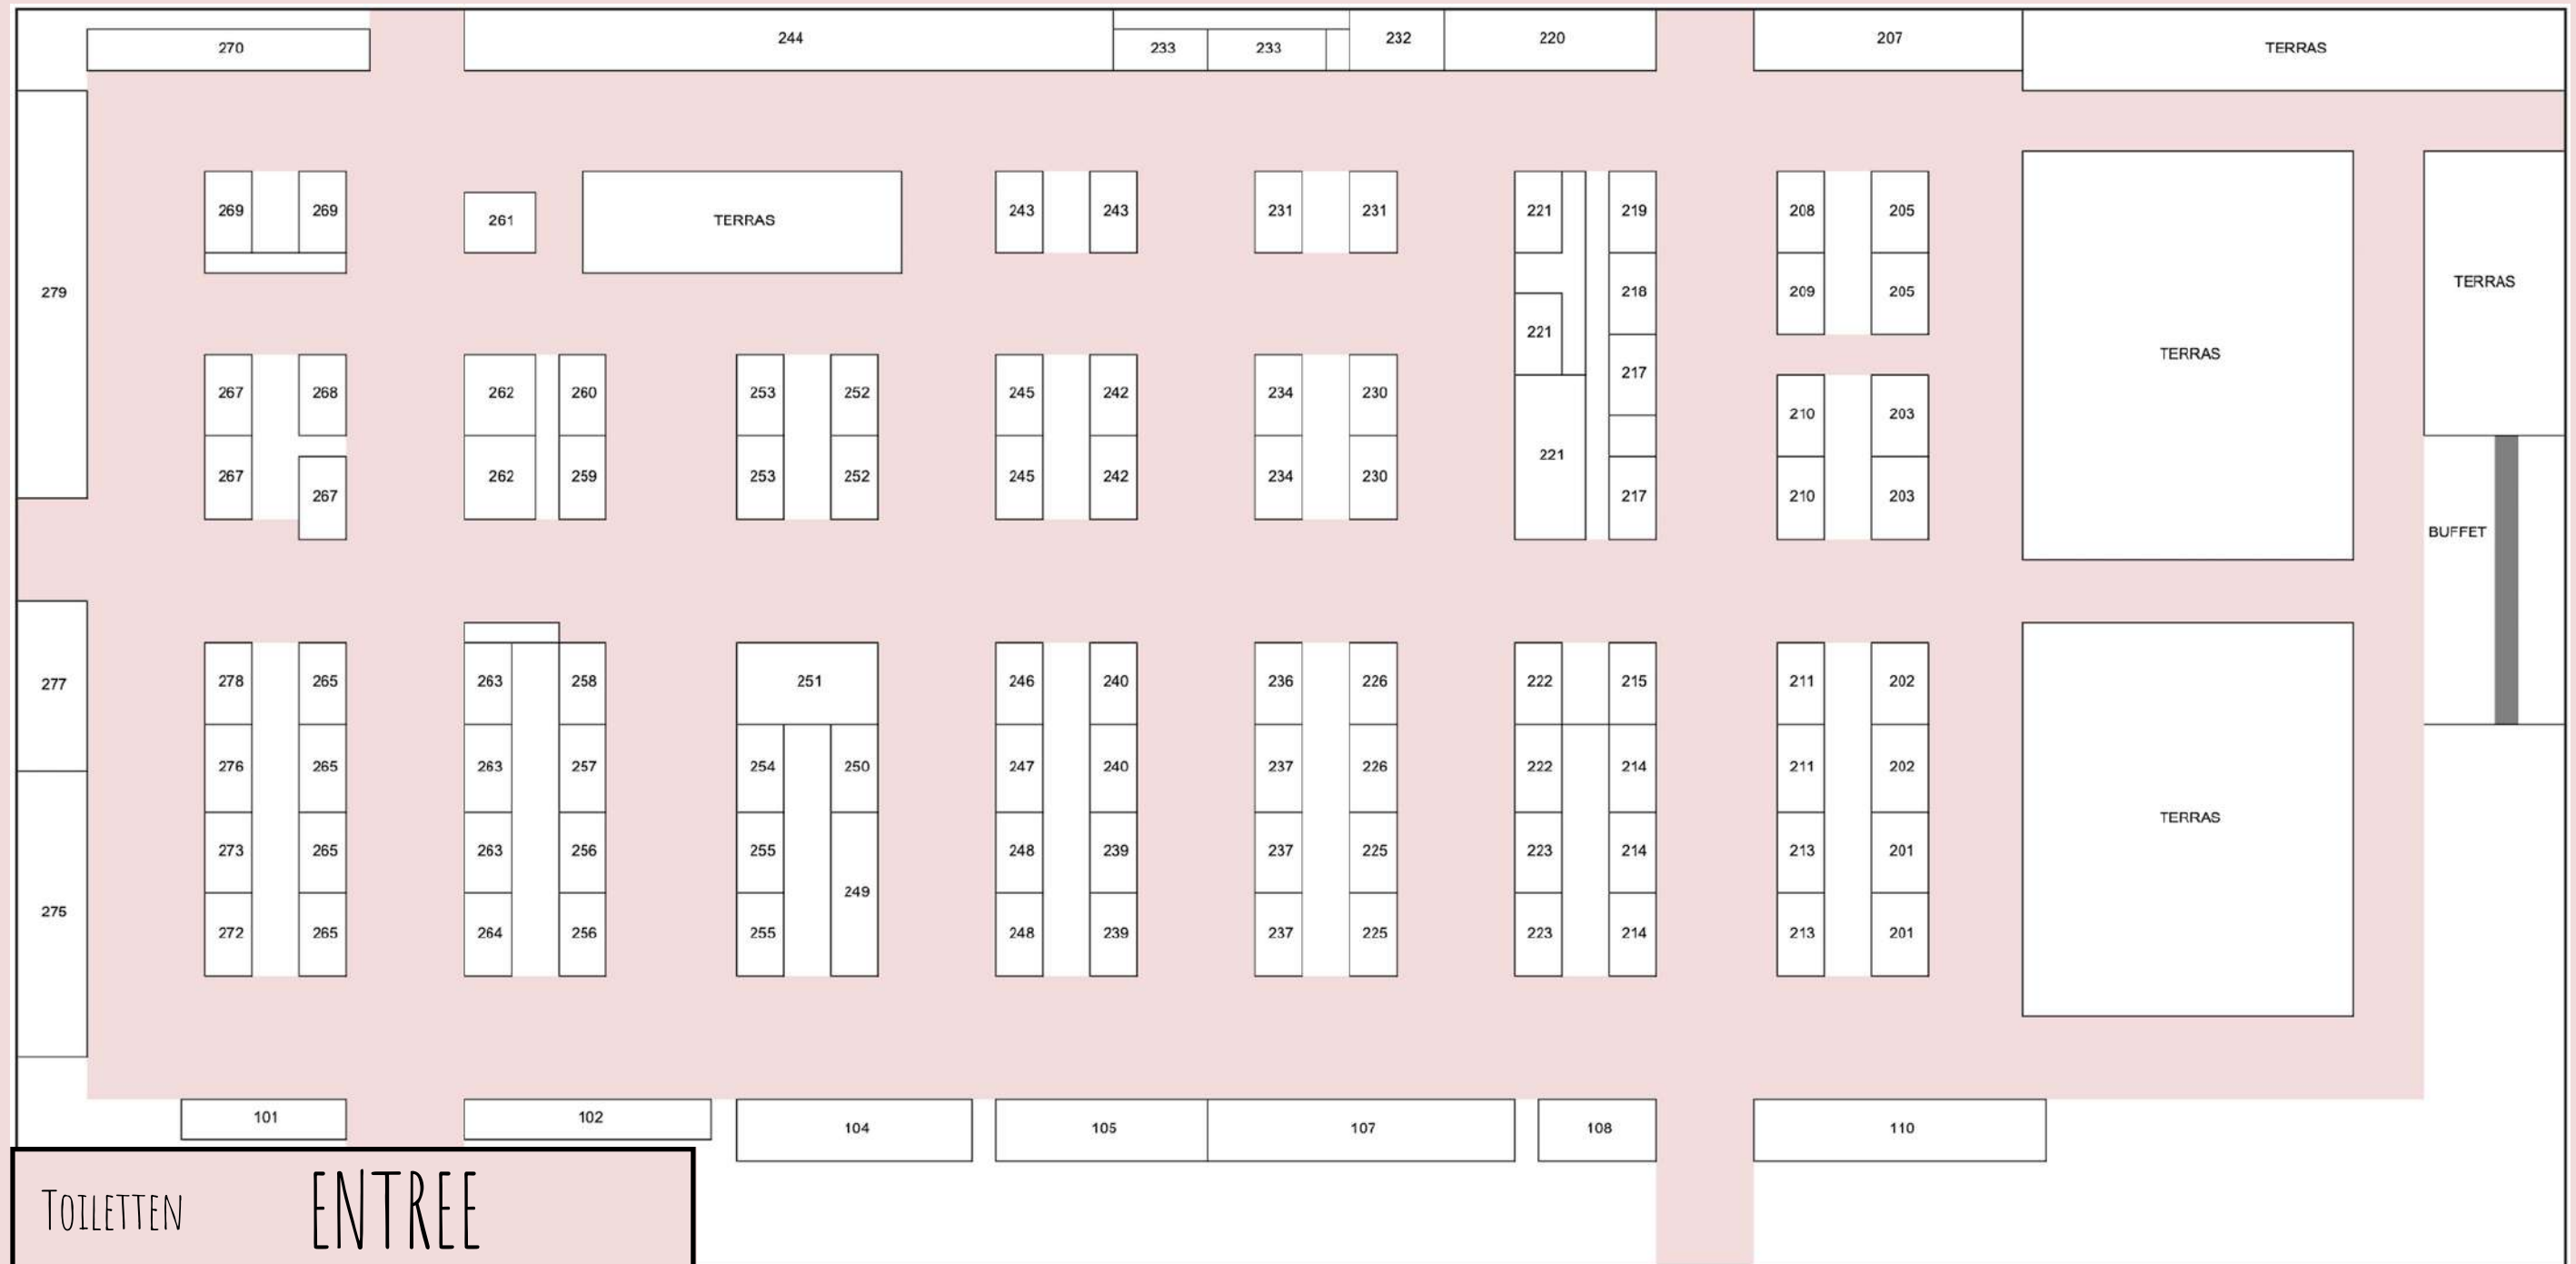 270 244 233 233 232 220 207 TERRAS
269 269 261 TERRAS 243 243 231 231 221 219 208 205
279 218 209 205 TERRAS
221 217 TERRAS
267 268 262 260 253 252 245 242 234 230 210 203
267 267 262 259 253 252 245 242 234 230 221 217 210 203
BUFFET
277 278 265 263 258 251 246 240 236 226 222 215 211 202
276 265 263 257 254 250 247 240 237 226 222 214 211 202
273 265 263 256 255 248 239 237 225 223 214 213 201 TERRAS
275 272 265 264 256 255 249 248 239 237 225 223 214 213 201
101 102 104 105 107 108 110
TOILETTEN ENTREE